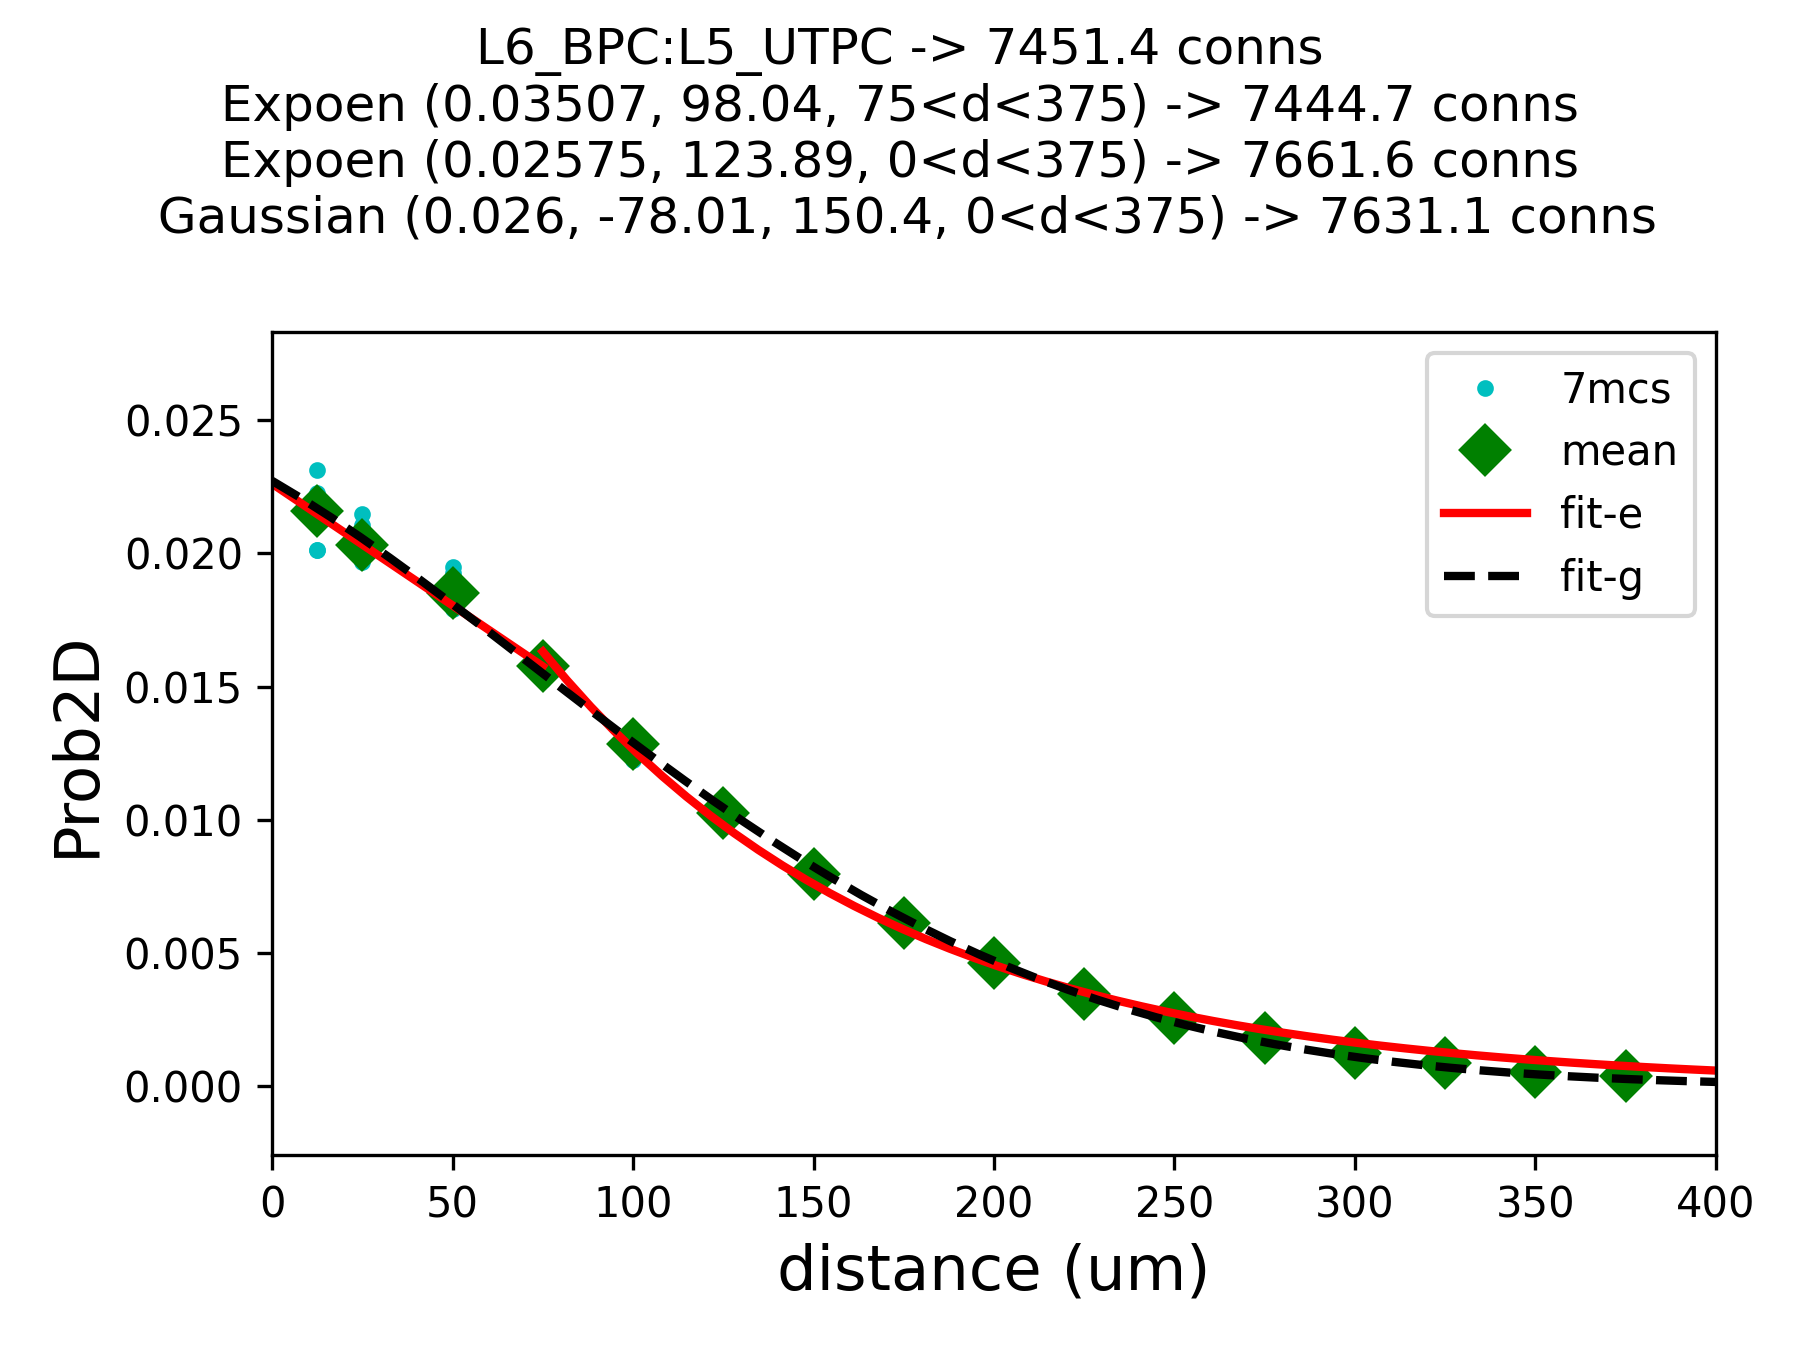 L6_BPC:L5_UTPC -> 7451.4 conns
Expoen (0.03507, 98.04, 75<d<375) -> 7444.7 conns
Expoen (0.02575, 123.89, 0<d<375) -> 7661.6 conns
Gaussian (0.026, -78.01, 150.4, 0<d<375) -> 7631.1 conns
7mcs
mean
fit-e
fit-g
Prob2D
0.025
0.020
0.015
0.010
0.005
0.000
0 50 100 150 200 250 300 350 400
distance (um)